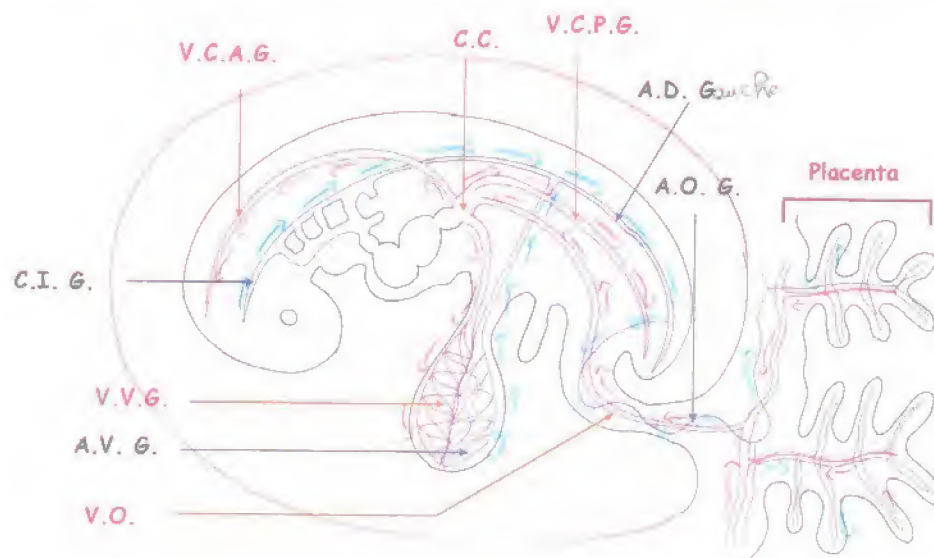 V.C.A.G.
C.C.
V.C.P.G.
A.D. Gauche
A.O. G.
Placenta
C.I. G.
V.V.G.
A.V. G.
V.O.